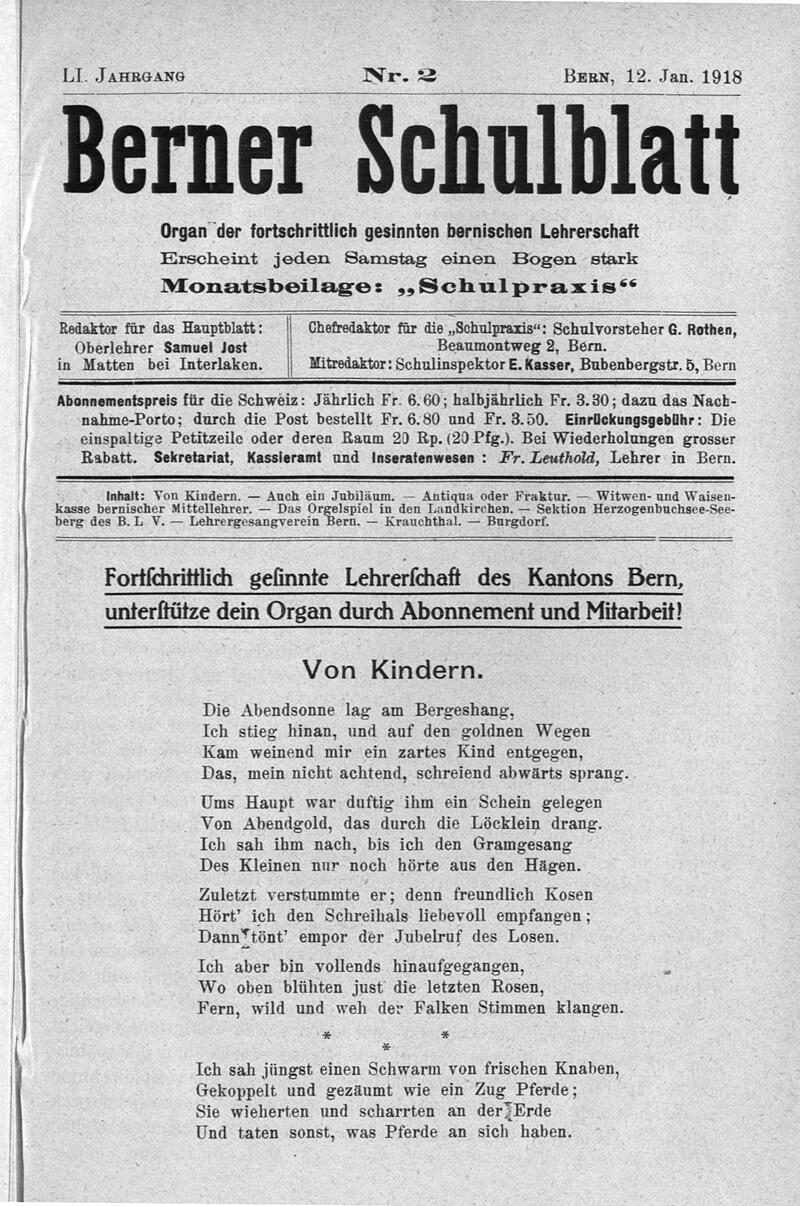 LI. JAHRGANG Nr. 2 BERN, 12. Jan. 1918
Berner Schulblatt
Organ der fortschrittlich gesinnten bernischen Lehrerschaft
Erscheint jeden Samstag einen Bogen stark
Monatsbeilage: „Schulpraxis“
Redaktor für das Hauptblatt:
Oberlehrer Samuel Jost
in Matten bei Interlaken.
Chefredaktor für die „Schulpraxis“: Schulvorsteher G. Rothen,
Beaumontweg 2, Bern.
Mitredaktor: Schulinspektor E. Kasser, Bubenbergstr. 5, Bern
Abonnementspreis für die Schweiz: Jährlich Fr. 6.60; halbjährlich Fr. 3.30; dazu das Nach-
nahme-Porto; durch die Post bestellt Fr. 6.80 und Fr. 3.50. Einrückungsgebühr: Die
einspaltige Petitzeile oder deren Raum 20 Rp. (20 Pfg.). Bei Wiederholungen grosser
Rabatt. Sekretariat, Kassieramt und Inseratenwesen : Fr. Leuthold, Lehrer in Bern.
Inhalt: Von Kindern. — Auch ein Jubiläum. — Antiqua oder Fraktur. — Witwen- und Waisen-
kasse bernischer Mittellehrer. — Das Orgelspiel in den Landkirchen. — Sektion Herzogenbuchsee-See-
berg des B. L V. — Lehrergesangverein Bern. — Krauchthal. — Burgdorf.
Fortſchrittlich geſinnte Lehrerſchaft des Kantons Bern,
unterſtütze dein Organ durch Abonnement und Mitarbeit!
Von Kindern.
Die Abendsonne lag am Bergeshang,
Ich stieg hinan, und auf den goldnen Wegen
Kam weinend mir ein zartes Kind entgegen,
Das, mein nicht achtend, schreiend abwärts sprang.
Ums Haupt war duftig ihm ein Schein gelegen
Von Abendgold, das durch die Löcklein drang.
Ich sah ihm nach, bis ich den Gramgesang
Des Kleinen nur noch hörte aus den Hägen.
Zuletzt verstummte er; denn freundlich Kosen
Hört’ ich den Schreihals liebevoll empfangen;
Dann tönt’ empor der Jubelruf des Losen.
Ich aber bin vollends hinaufgegangen,
Wo oben blühten just die letzten Rosen,
Fern, wild und weh der Falken Stimmen klangen.
* * *
Ich sah jüngst einen Schwarm von frischen Knaben,
Gekoppelt und gezäumt wie ein Zug Pferde;
Sie wieherten und scharrten an der Erde
Und taten sonst, was Pferde an sich haben.